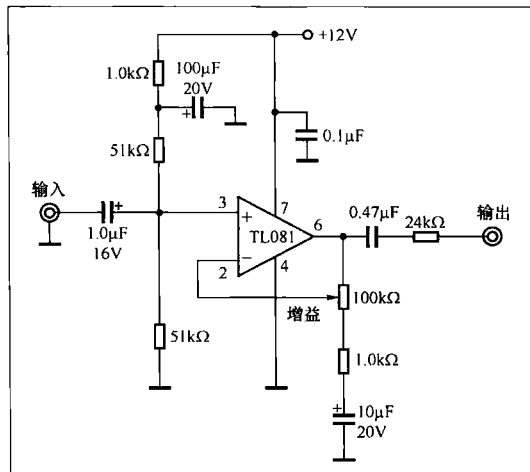 +12V
1.0kΩ
100μF
20V
+
0.1μF
51kΩ
输入
+
1.0μF
16V
3
+
7
TL081
6
−
2
4
0.47μF
24kΩ
输出
增益
100kΩ
51kΩ
1.0kΩ
+
10μF
20V